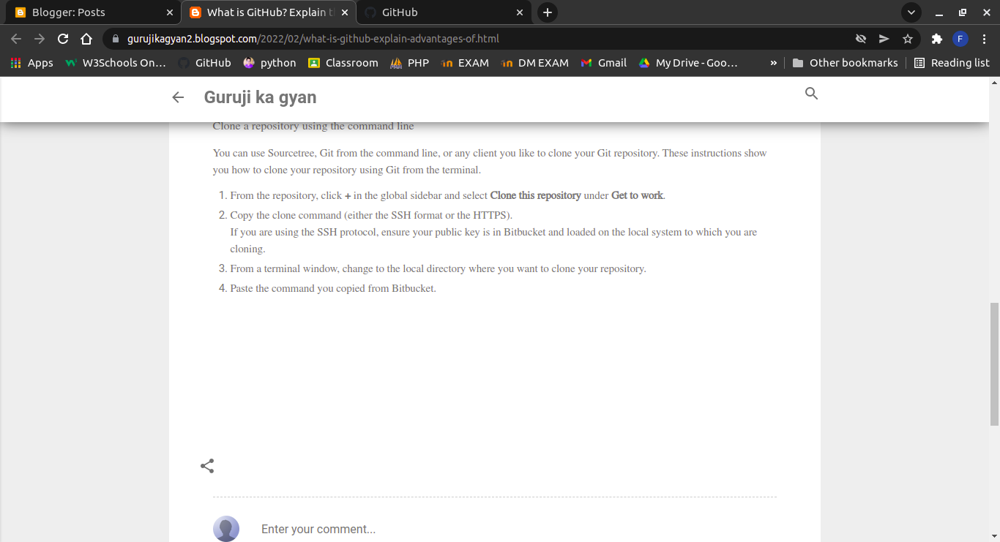 Blogger: Posts
What is GitHub? Explain th
GitHub
gurujikagyan2.blogspot.com/2022/02/what-is-github-explain-advantages-of.html
F
Apps
W3Schools On...
GitHub
python
Classroom
PHP
EXAM
DM EXAM
Gmail
My Drive - Goo...
»
Other bookmarks
Reading list
Guruji ka gyan
Clone a repository using the command line
You can use Sourcetree, Git from the command line, or any client you like to clone your Git repository. These instructions show
you how to clone your repository using Git from the terminal.
1. From the repository, click + in the global sidebar and select Clone this repository under Get to work.
2. Copy the clone command (either the SSH format or the HTTPS).
If you are using the SSH protocol, ensure your public key is in Bitbucket and loaded on the local system to which you are
cloning.
3. From a terminal window, change to the local directory where you want to clone your repository.
4. Paste the command you copied from Bitbucket.
Enter your comment...